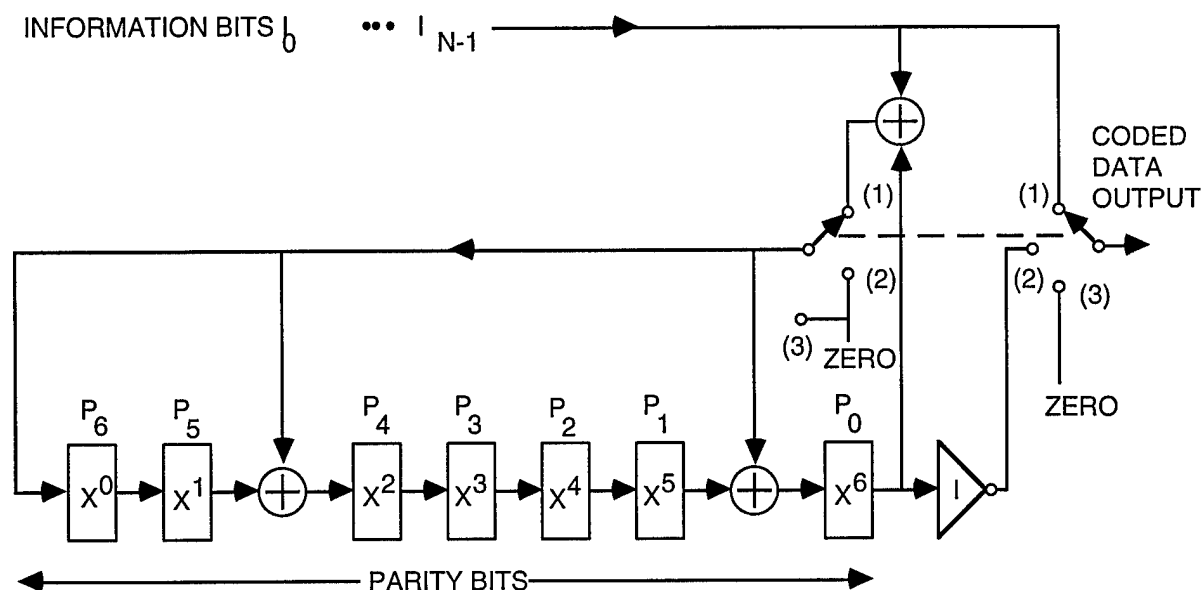 INFORMATION BITS I0 ••• I N-1
CODED
DATA
OUTPUT
(1)
(1)
(2)
(2)
(3)
(3)
ZERO
ZERO
P6 P5 P4 P3 P2 P1 P0
X0 X1 X2 X3 X4 X5 X6 I
PARITY BITS